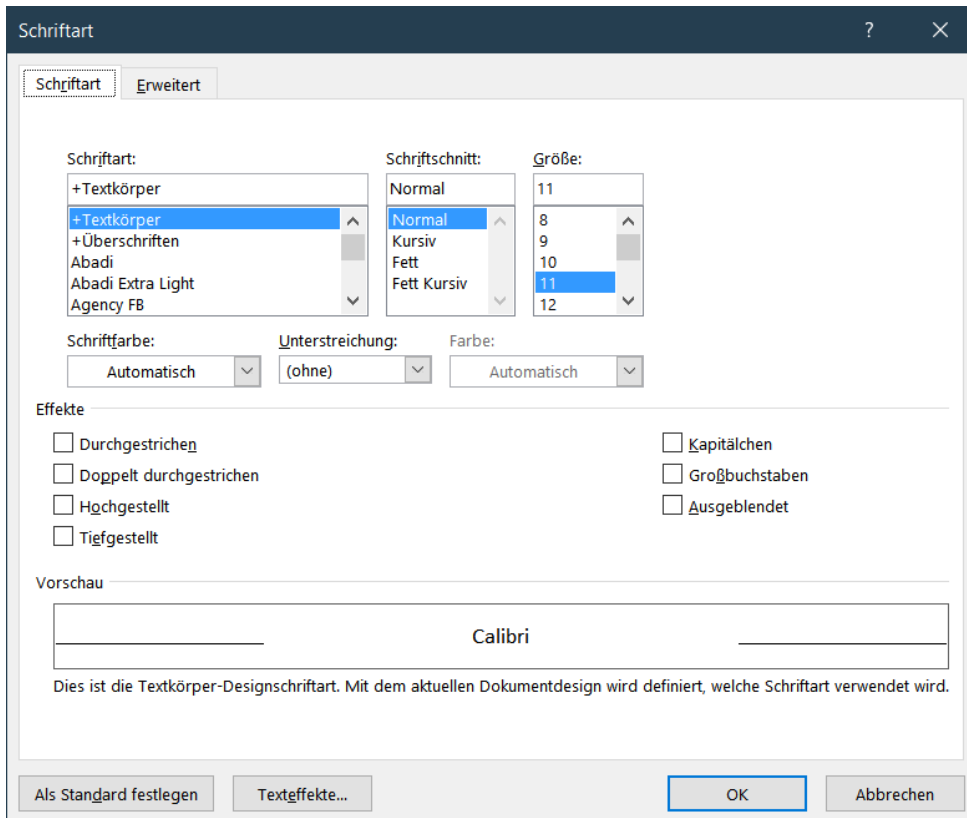 Schriftart ?
Schriftart Erweitert
Schriftart: Schriftschnitt: Größe:
+Textkörper Normal 11
+Textkörper Normal 8
+Überschriften Kursiv 9
Abadi Fett 10
Abadi Extra Light Fett Kursiv 11
Agency FB 12
Schriftfarbe: Unterstreichung: Farbe:
Automatisch (ohne) Automatisch
Effekte
Durchgestrichen Kapitälchen
Doppelt durchgestrichen Großbuchstaben
Hochgestellt Ausgeblendet
Tiefgestellt
Vorschau
Calibri
Dies ist die Textkörper-Designschriftart. Mit dem aktuellen Dokumentdesign wird definiert, welche Schriftart verwendet wird.
Als Standard festlegen Texteffekte... OK Abbrechen